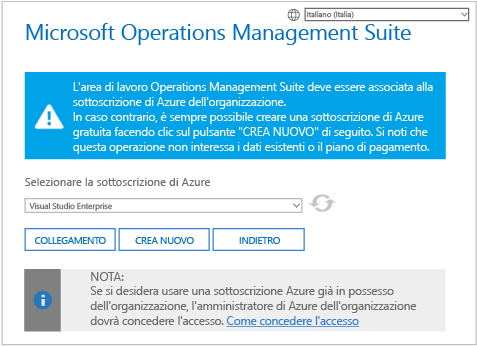 Italiano (Italia)
Microsoft Operations Management Suite
L'area di lavoro Operations Management Suite deve essere associata alla
sottoscrizione di Azure dell'organizzazione.
In caso contrario, è sempre possibile creare una sottoscrizione di Azure
gratuita facendo clic sul pulsante "CREA NUOVO" di seguito. Si noti che
questa operazione non interessa i dati esistenti o il piano di pagamento.
Selezionare la sottoscrizione di Azure
Visual Studio Enterprise
COLLEGAMENTO CREA NUOVO INDIETRO
NOTA:
Se si desidera usare una sottoscrizione Azure già in possesso
dell'organizzazione, l'amministratore di Azure dell'organizzazione
dovrà concedere l'accesso. Come concedere l'accesso